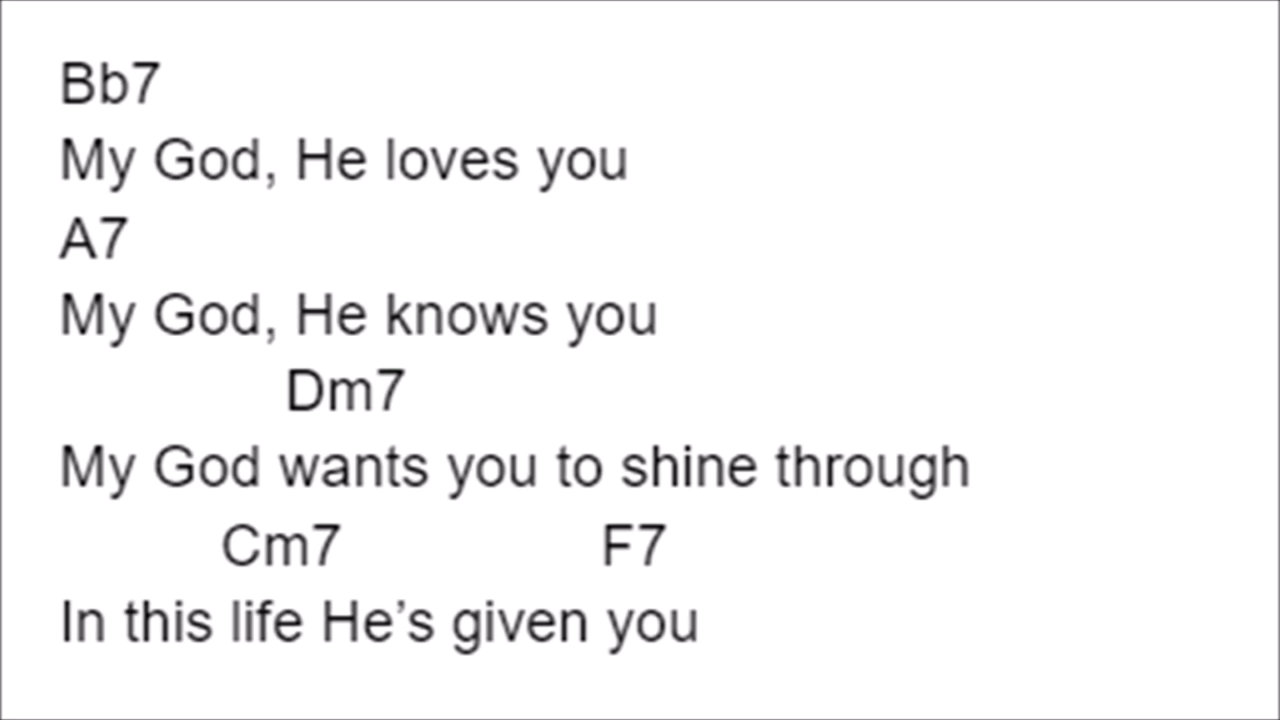 Bb7
My God, He loves you
A7
My God, He knows you
Dm7
My God wants you to shine through
Cm7 F7
In this life He’s given you